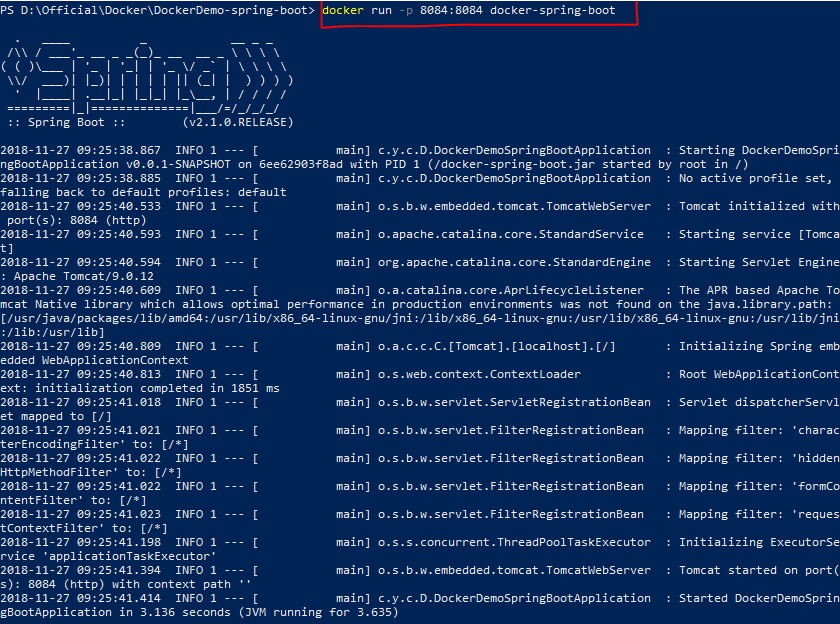 PS D:\Official\Docker\DockerDemo-spring-boot> docker run -p 8084:8084 docker-spring-boot
  .   ____          _            __ _ _
 /\\ / ___'_ __ _ _(_)_ __  __ _ \ \ \ \
( ( )\___ | '_ | '_| | '_ \/ _` | \ \ \ \
 \\/  ___)| |_)| | | | | || (_| |  ) ) ) )
  '  |____| .__|_| |_|_| |_\__, | / / / /
 =========|_|==============|___/=/_/_/_/
 :: Spring Boot ::        (v2.1.0.RELEASE)
2018-11-27 09:25:38.867  INFO 1 --- [           main] c.y.c.D.DockerDemoSpringBootApplication  : Starting DockerDemoSpri
ngBootApplication v0.0.1-SNAPSHOT on 6ee62903f8ad with PID 1 (/docker-spring-boot.jar started by root in /)
2018-11-27 09:25:38.885  INFO 1 --- [           main] c.y.c.D.DockerDemoSpringBootApplication  : No active profile set,
falling back to default profiles: default
2018-11-27 09:25:40.533  INFO 1 --- [           main] o.s.b.w.embedded.tomcat.TomcatWebServer  : Tomcat initialized with
 port(s): 8084 (http)
2018-11-27 09:25:40.593  INFO 1 --- [           main] o.apache.catalina.core.StandardService   : Starting service [Tomca
t]
2018-11-27 09:25:40.594  INFO 1 --- [           main] org.apache.catalina.core.StandardEngine  : Starting Servlet Engine
: Apache Tomcat/9.0.12
2018-11-27 09:25:40.609  INFO 1 --- [           main] o.a.catalina.core.AprLifecycleListener   : The APR based Apache To
mcat Native library which allows optimal performance in production environments was not found on the java.library.path:
[/usr/java/packages/lib/amd64:/usr/lib/x86_64-linux-gnu/jni:/lib/x86_64-linux-gnu:/usr/lib/x86_64-linux-gnu:/usr/lib/jni
:/lib:/usr/lib]
2018-11-27 09:25:40.809  INFO 1 --- [           main] o.a.c.c.C.[Tomcat].[localhost].[/]       : Initializing Spring emb
edded WebApplicationContext
2018-11-27 09:25:40.813  INFO 1 --- [           main] o.s.web.context.ContextLoader            : Root WebApplicationCont
ext: initialization completed in 1851 ms
2018-11-27 09:25:41.018  INFO 1 --- [           main] o.s.b.w.servlet.ServletRegistrationBean  : Servlet dispatcherServl
et mapped to [/]
2018-11-27 09:25:41.021  INFO 1 --- [           main] o.s.b.w.servlet.FilterRegistrationBean   : Mapping filter: 'charac
terEncodingFilter' to: [/*]
2018-11-27 09:25:41.022  INFO 1 --- [           main] o.s.b.w.servlet.FilterRegistrationBean   : Mapping filter: 'hidden
HttpMethodFilter' to: [/*]
2018-11-27 09:25:41.022  INFO 1 --- [           main] o.s.b.w.servlet.FilterRegistrationBean   : Mapping filter: 'formCo
ntentFilter' to: [/*]
2018-11-27 09:25:41.023  INFO 1 --- [           main] o.s.b.w.servlet.FilterRegistrationBean   : Mapping filter: 'reques
tContextFilter' to: [/*]
2018-11-27 09:25:41.198  INFO 1 --- [           main] o.s.s.concurrent.ThreadPoolTaskExecutor  : Initializing ExecutorSe
rvice 'applicationTaskExecutor'
2018-11-27 09:25:41.394  INFO 1 --- [           main] o.s.b.w.embedded.tomcat.TomcatWebServer  : Tomcat started on port(
s): 8084 (http) with context path ''
2018-11-27 09:25:41.414  INFO 1 --- [           main] c.y.c.D.DockerDemoSpringBootApplication  : Started DockerDemoSprin
gBootApplication in 3.136 seconds (JVM running for 3.635)